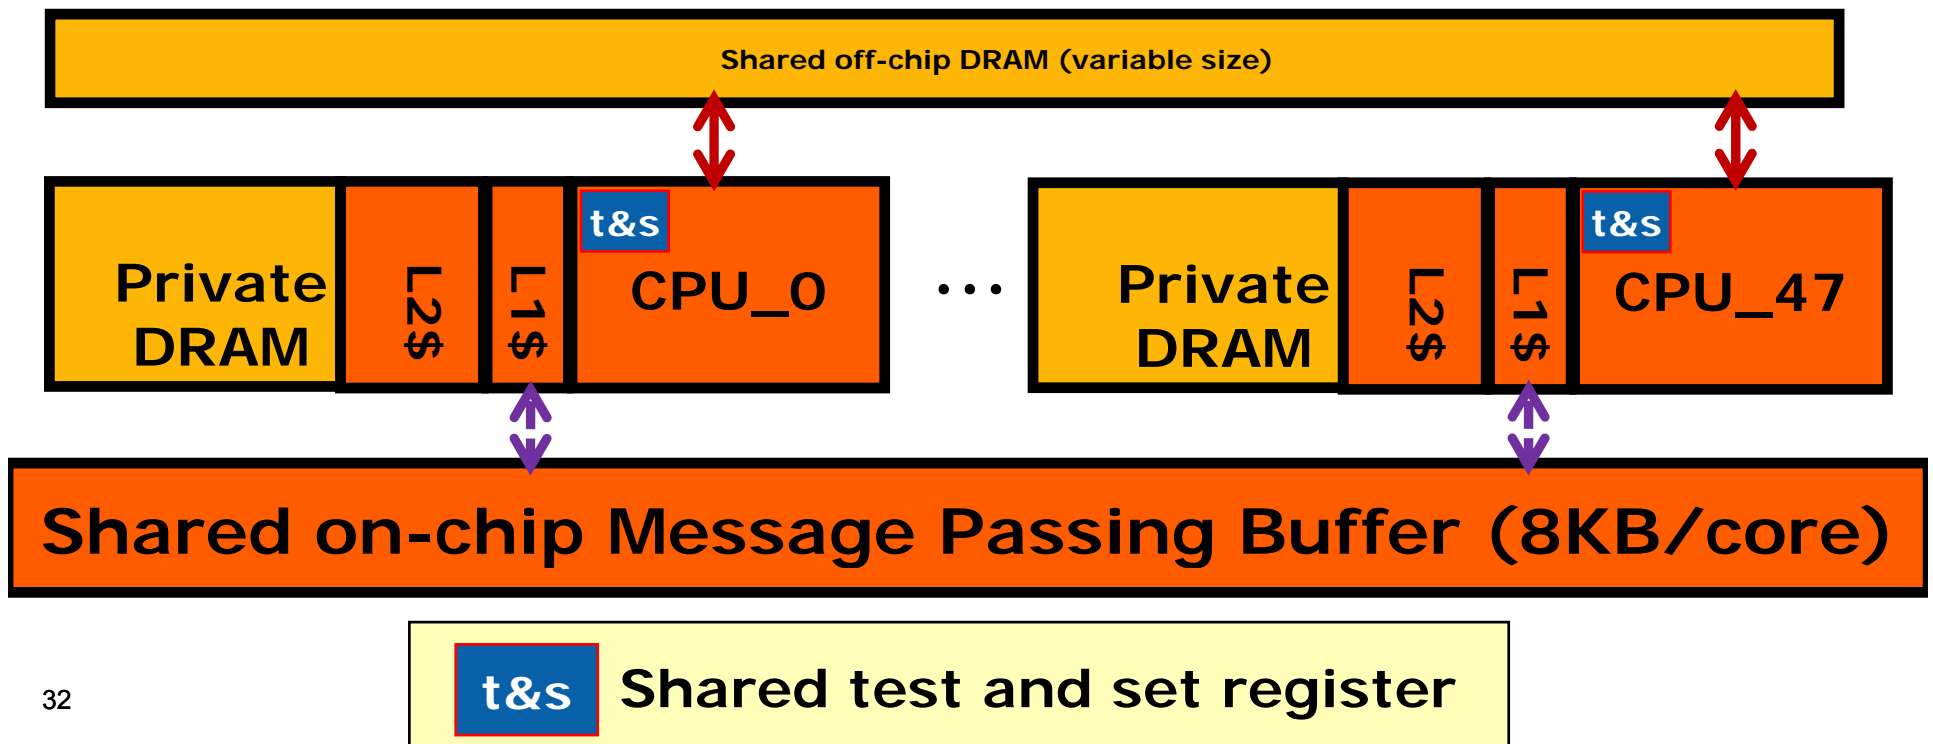 Shared off-chip DRAM (variable size)
t&s
t&s
Private
DRAM
L2$
L1$
CPU_0
...
Private
DRAM
L2$
L1$
CPU_47
Shared on-chip Message Passing Buffer (8KB/core)
t&s Shared test and set register
32